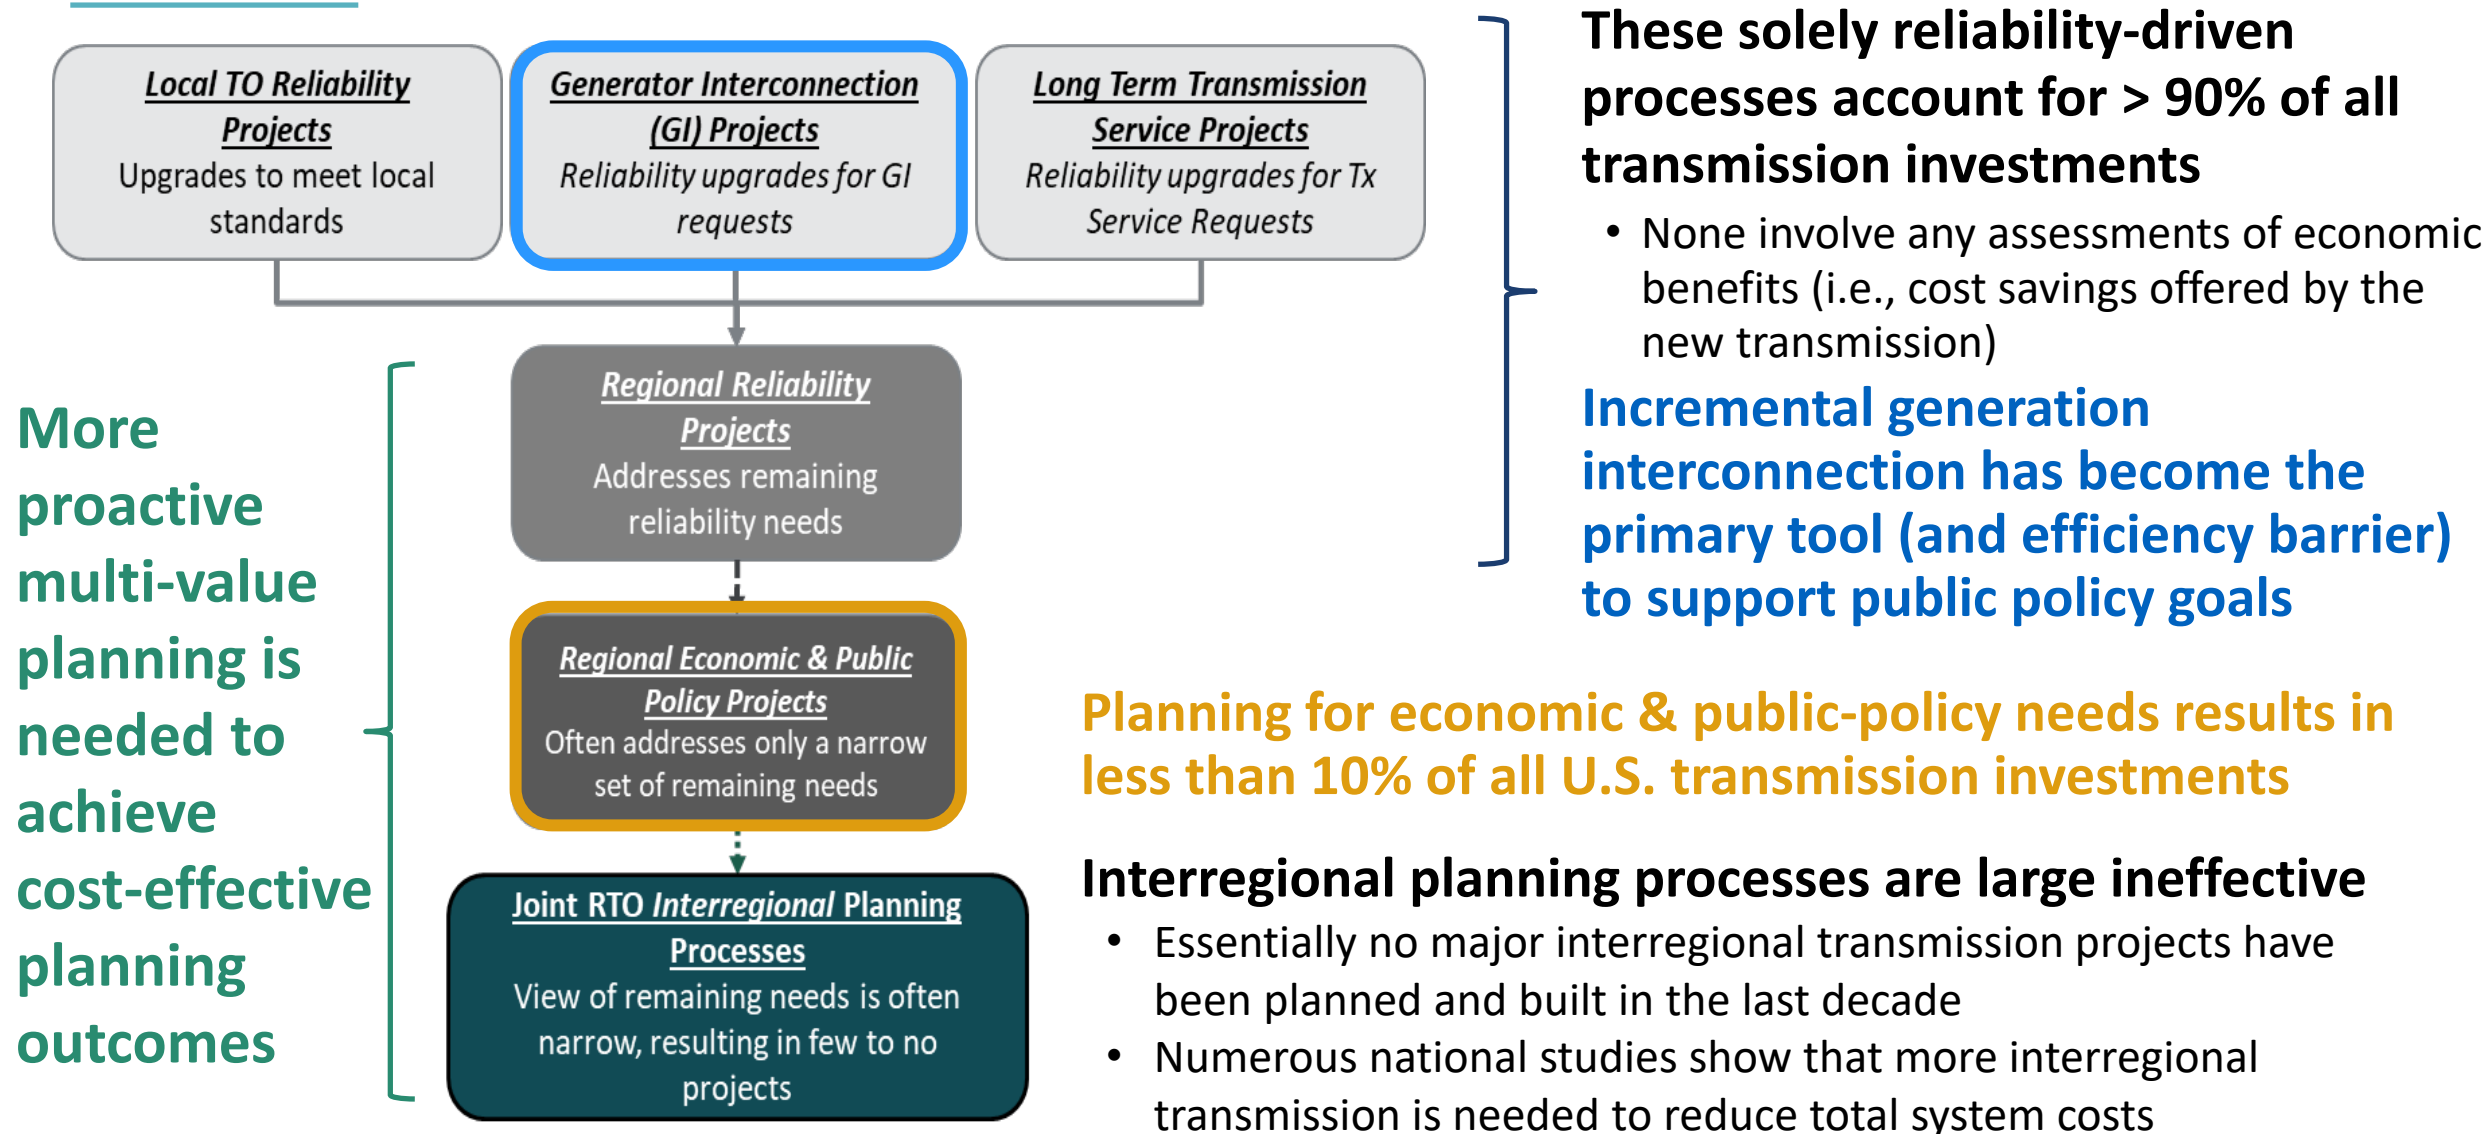 Local TO Reliability
Projects
Upgrades to meet local
standards
Generator Interconnection
(GI) Projects
Reliability upgrades for GI
requests
Long Term Transmission
Service Projects
Reliability upgrades for Tx
Service Requests
These solely reliability-driven
processes account for > 90% of all
transmission investments
• None involve any assessments of economic
benefits (i.e., cost savings offered by the
new transmission)
Incremental generation
interconnection has become the
primary tool (and efficiency barrier)
to support public policy goals
More
proactive
multi-value
planning is
needed to
achieve
cost-effective
planning
outcomes
Regional Reliability
Projects
Addresses remaining
reliability needs
Regional Economic & Public
Policy Projects
Often addresses only a narrow
set of remaining needs
Planning for economic & public-policy needs results in
less than 10% of all U.S. transmission investments
Joint RTO Interregional Planning
Processes
View of remaining needs is often
narrow, resulting in few to no
projects
Interregional planning processes are large ineffective
• Essentially no major interregional transmission projects have
been planned and built in the last decade
• Numerous national studies show that more interregional
transmission is needed to reduce total system costs